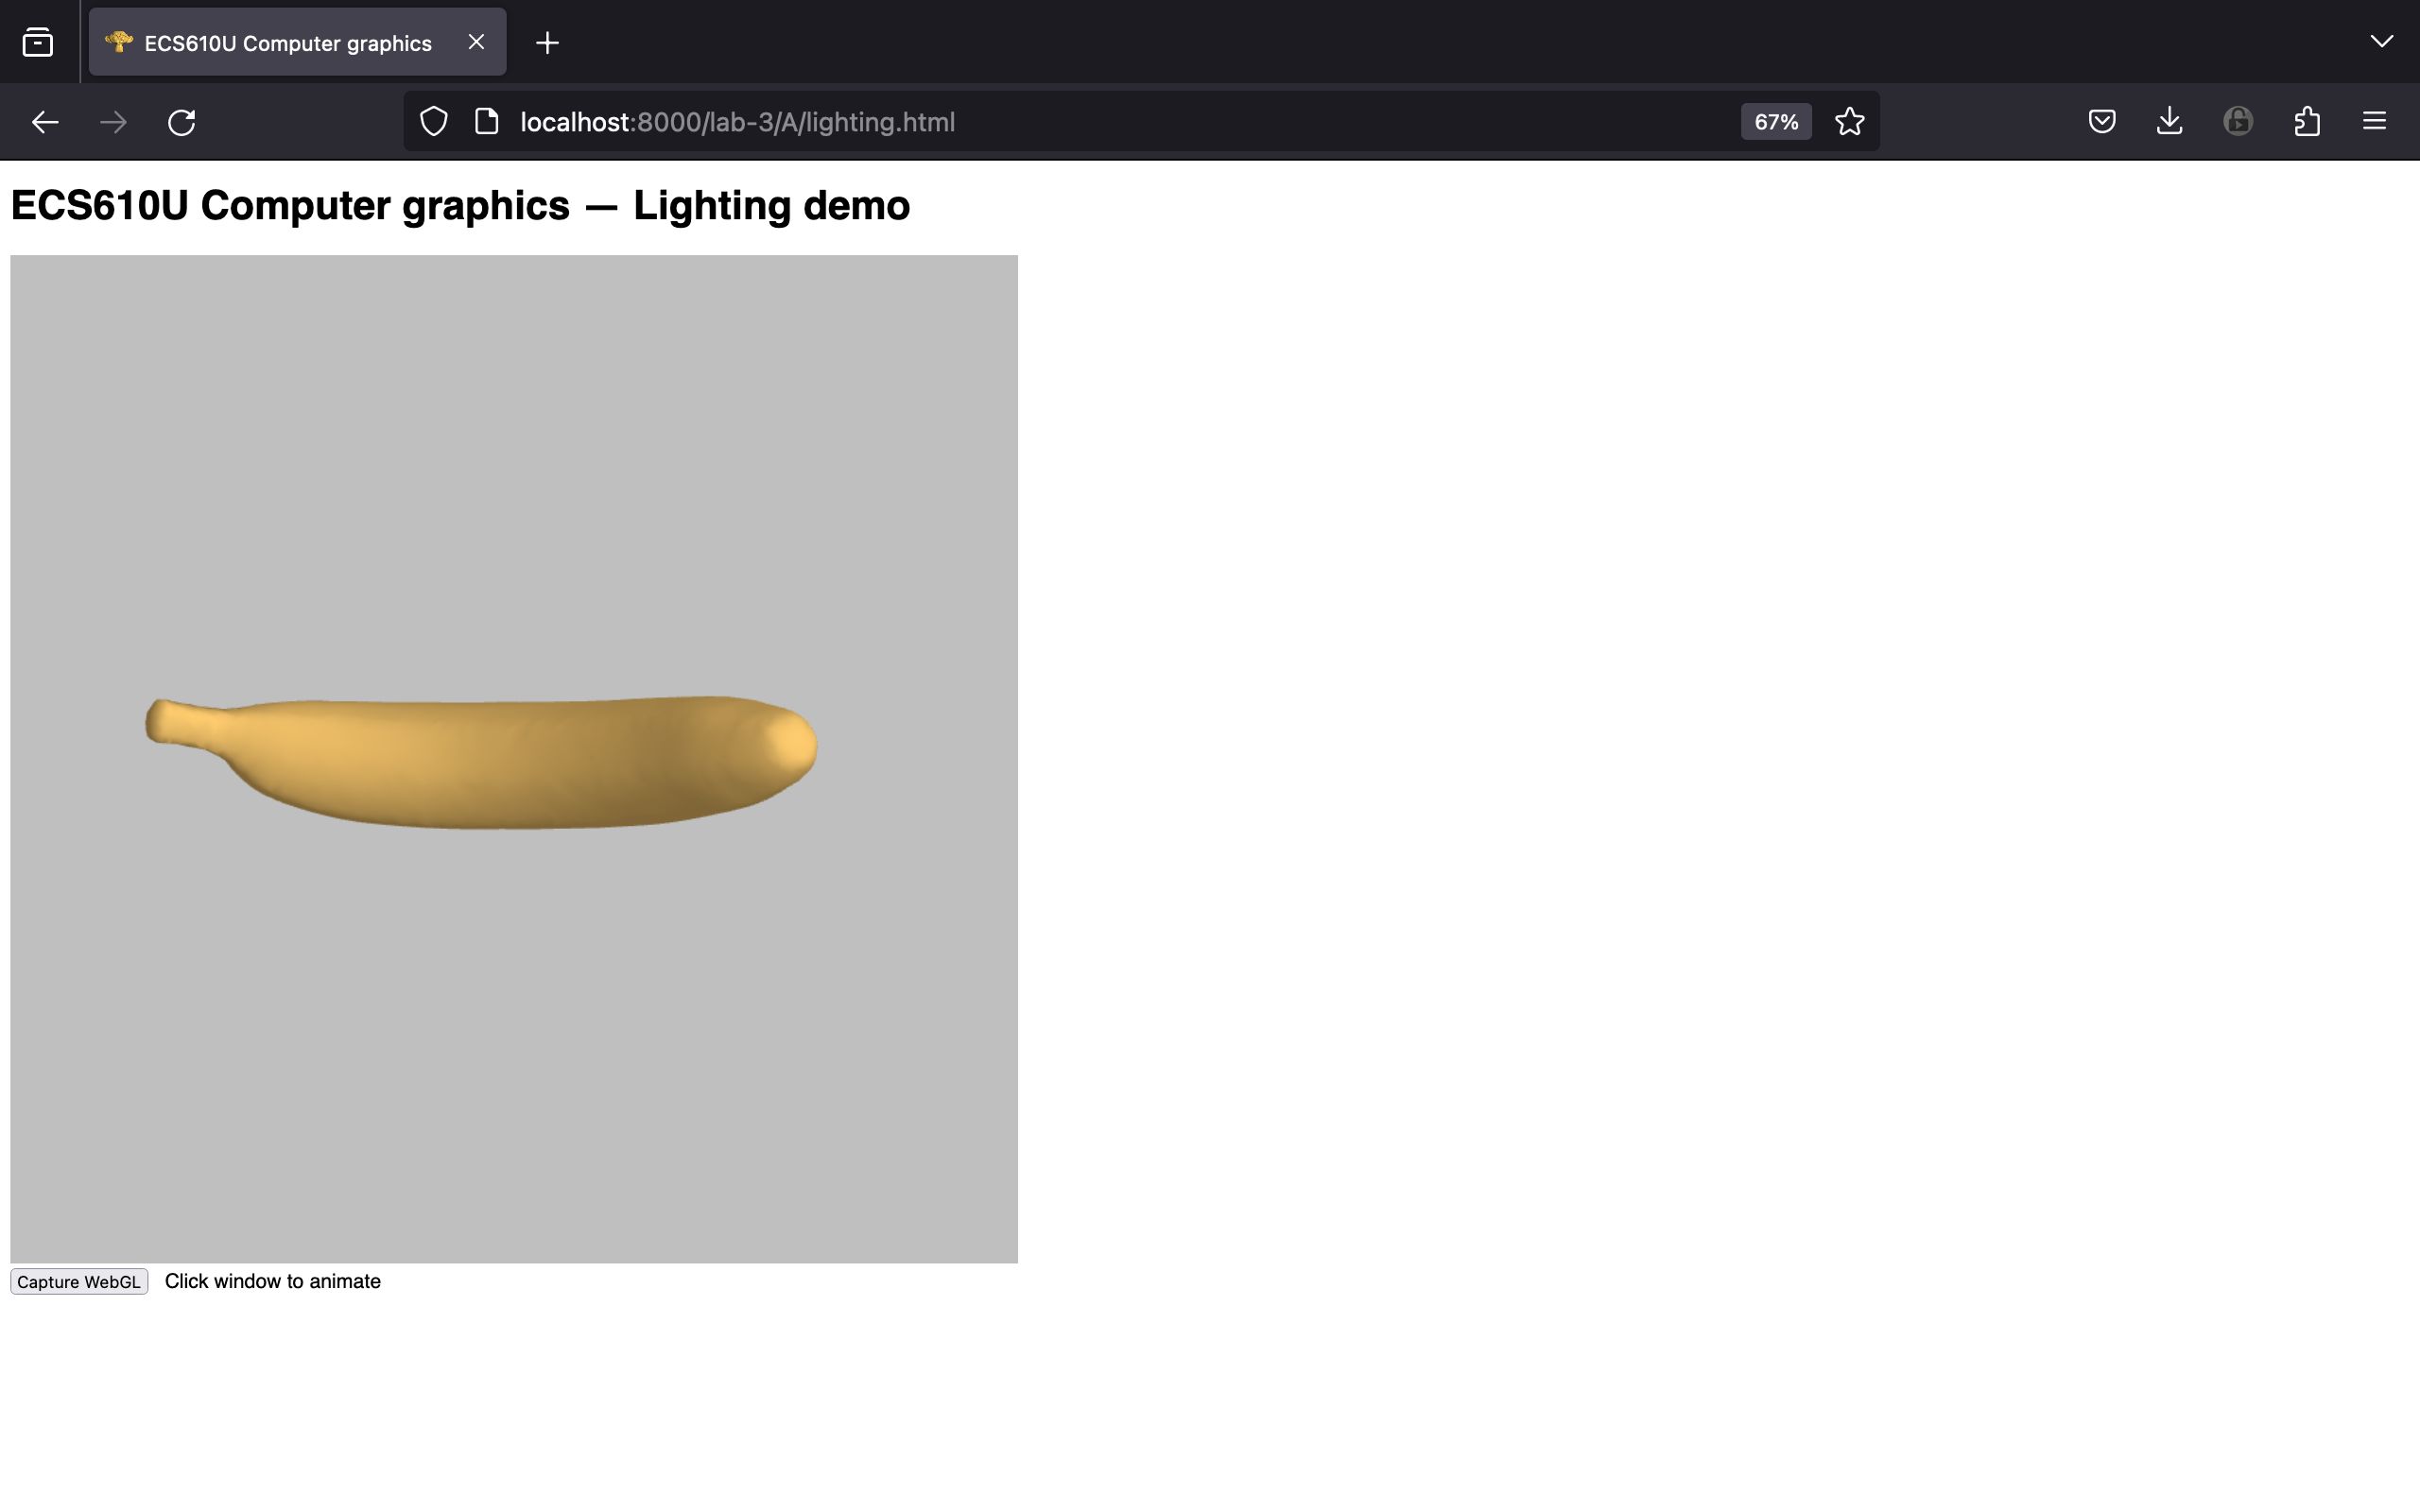 ECS610U Computer graphics
localhost:8000/lab-3/A/lighting.html 67%
ECS610U Computer graphics — Lighting demo
Capture WebGL Click window to animate